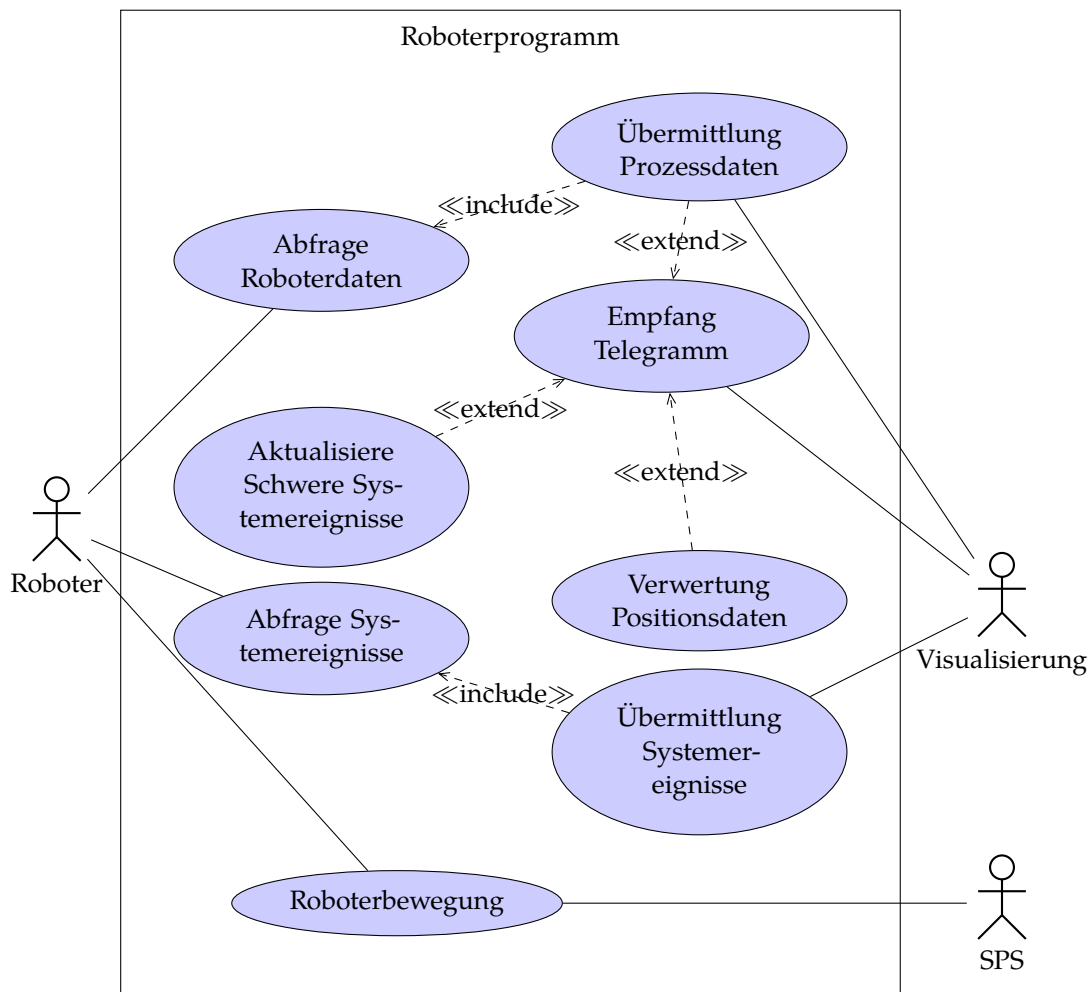 Roboterprogramm
Übermittlung
Prozessdaten
≪include≫
≪extend≫
Abfrage
Roboterdaten
Empfang
Telegramm
≪extend≫
Aktualisiere
Schwere Sys-
temereignisse
≪extend≫
Roboter
Verwertung
Positionsdaten
Abfrage Sys-
temereignisse
Visualisierung
≪include≫
Übermittlung
Systemer-
eignisse
Roboterbewegung
SPS